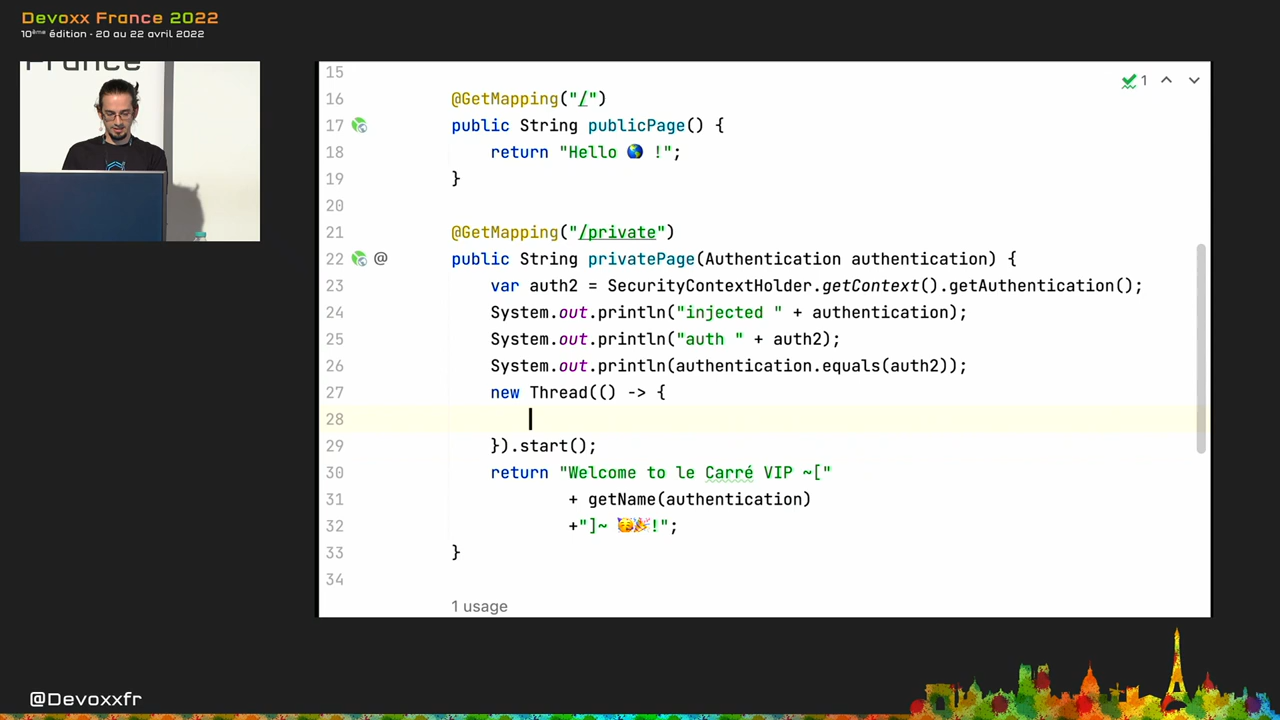 Devoxx France 2022
10ème édition - 20 au 22 avril 2022
France
15
16 @GetMapping("/")
17 public String publicPage() {
18 return "Hello 🌎 !";
19 }
20
21 @GetMapping("/private")
22 @ public String privatePage(Authentication authentication) {
23 var auth2 = SecurityContextHolder.getContext().getAuthentication();
24 System.out.println("injected " + authentication);
25 System.out.println("auth " + auth2);
26 System.out.println(authentication.equals(auth2));
27 new Thread(() -> {
28
29 }).start();
30 return "Welcome to le Carré VIP ~["
31 + getName(authentication)
32 +"]~ 🥳🎉!";
33 }
34
1 usage
1
@Devoxxfr